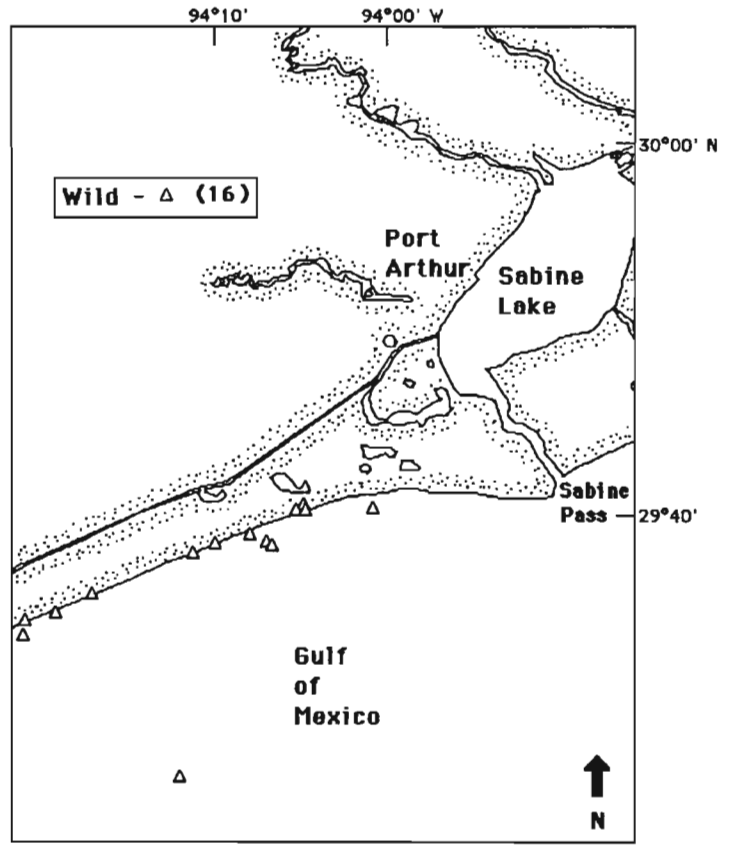 94°10' 94°00' W
30°00' N
Wild - △ (16)
Port
Arthur
Sabine
Lake
Sabine
Pass
29°40'
Gulf
of
Mexico
N